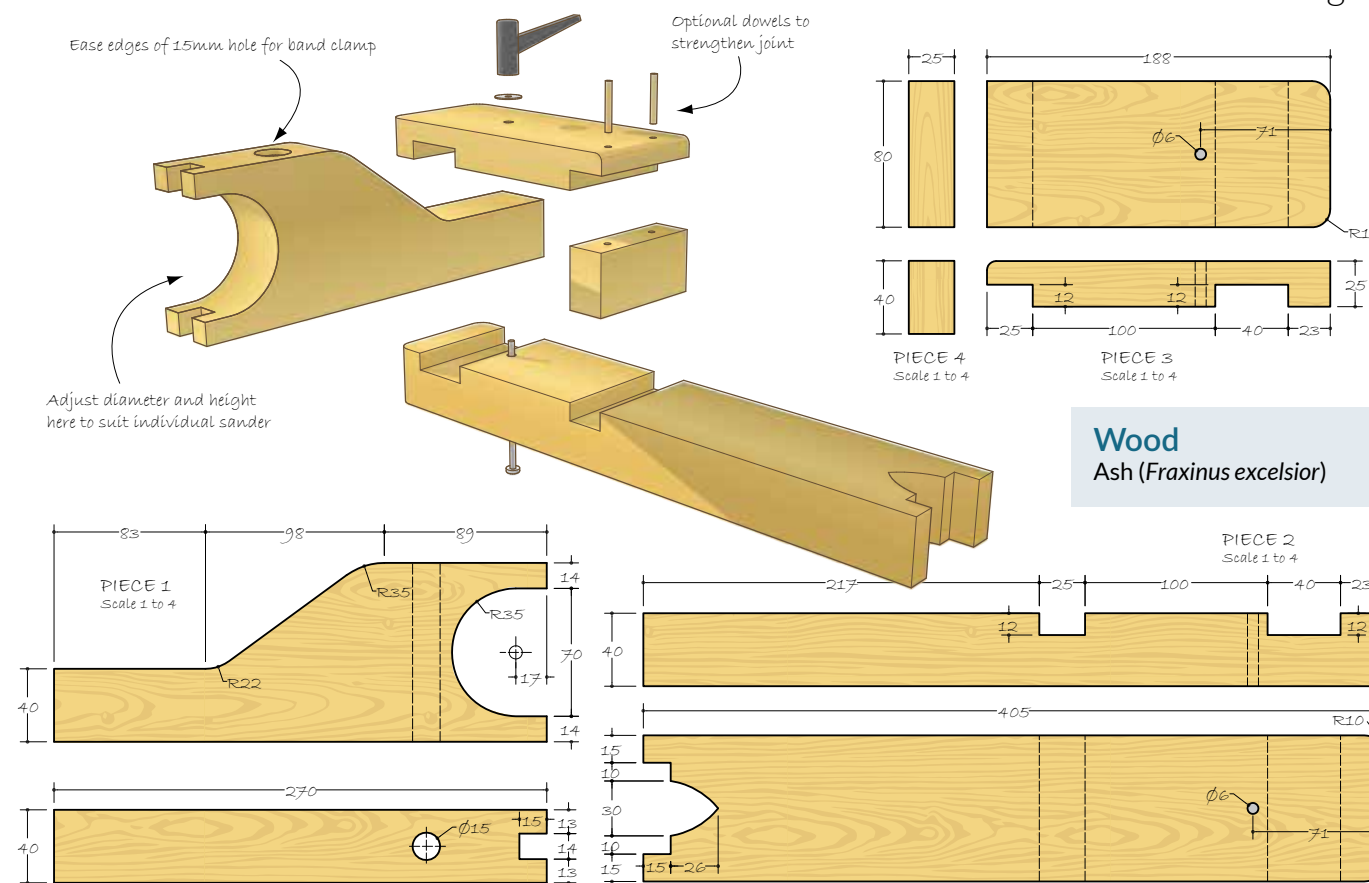 Ease edges of 15mm hole for band clamp
Optional dowels to
strengthen joint
Adjust diameter and height
here to suit individual sander
25
188
80
Ø6
71
40
12
12
25
25
100
40
23
PIECE 4
Scale 1 to 4
PIECE 3
Scale 1 to 4
Wood
Ash (Fraxinus excelsior)
83
98
89
PIECE 1
Scale 1 to 4
R35
R35
14
70
17
14
R22
40
270
40
Ø15
15
13
14
13
PIECE 2
Scale 1 to 4
217
25
100
40
23
40
12
12
405
R10
15
10
30
10
15
15
26
Ø6
71